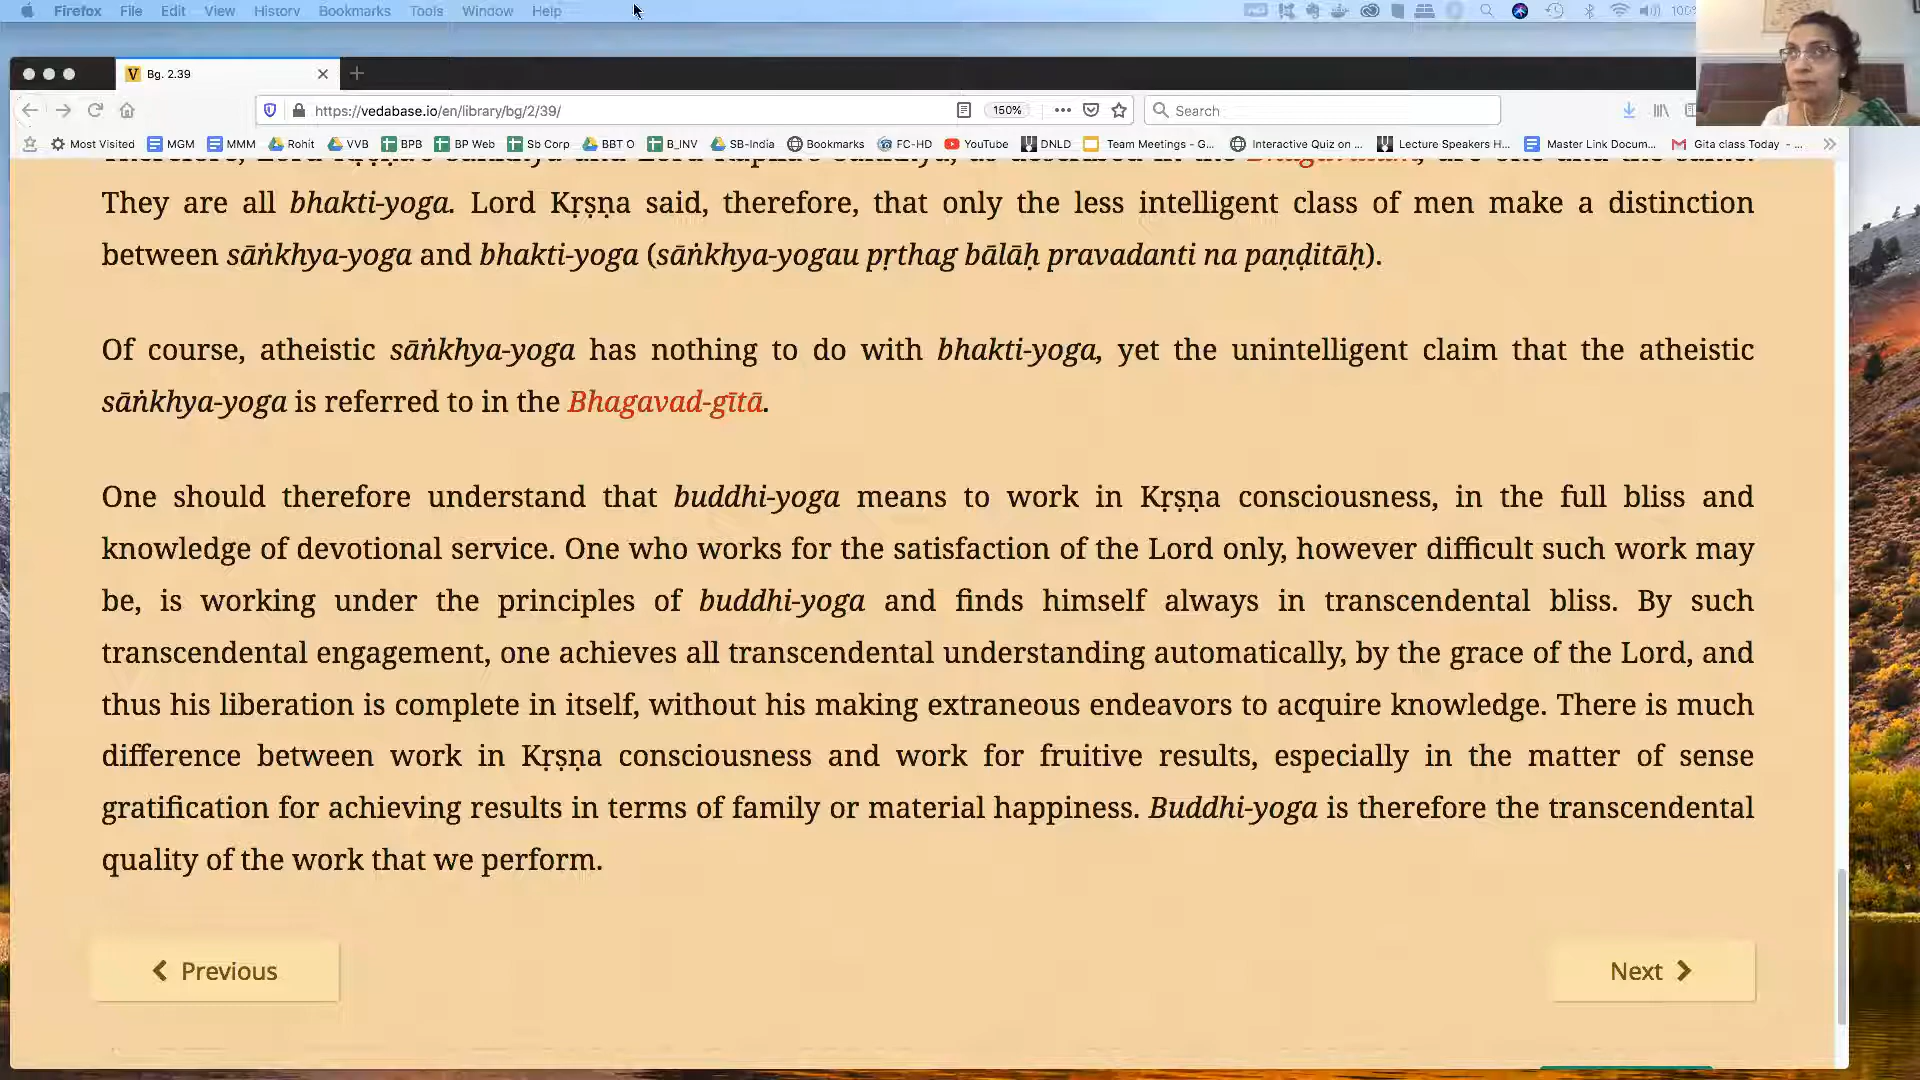 Firefox File Edit View History Bookmarks Tools Window Help
100%
Bg. 2.39
https://vedabase.io/en/library/bg/2/39/ 150% Search
Most Visited MGM MMM Rohit VVB BPB BP Web Sb Corp BBT O B_INV SB-India Bookmarks FC-HD YouTube DNLD Team Meetings - G... Interactive Quiz on ... Lecture Speakers H... Master Link Docum... Gita class Today - ...
They are all bhakti-yoga. Lord Kṛṣṇa said, therefore, that only the less intelligent class of men make a distinction
between sāṅkhya-yoga and bhakti-yoga (sāṅkhya-yogau pṛthag bālāḥ pravadanti na paṇḍitāḥ).
Of course, atheistic sāṅkhya-yoga has nothing to do with bhakti-yoga, yet the unintelligent claim that the atheistic
sāṅkhya-yoga is referred to in the Bhagavad-gītā.
One should therefore understand that buddhi-yoga means to work in Kṛṣṇa consciousness, in the full bliss and
knowledge of devotional service. One who works for the satisfaction of the Lord only, however difficult such work may
be, is working under the principles of buddhi-yoga and finds himself always in transcendental bliss. By such
transcendental engagement, one achieves all transcendental understanding automatically, by the grace of the Lord, and
thus his liberation is complete in itself, without his making extraneous endeavors to acquire knowledge. There is much
difference between work in Kṛṣṇa consciousness and work for fruitive results, especially in the matter of sense
gratification for achieving results in terms of family or material happiness. Buddhi-yoga is therefore the transcendental
quality of the work that we perform.
Previous
Next